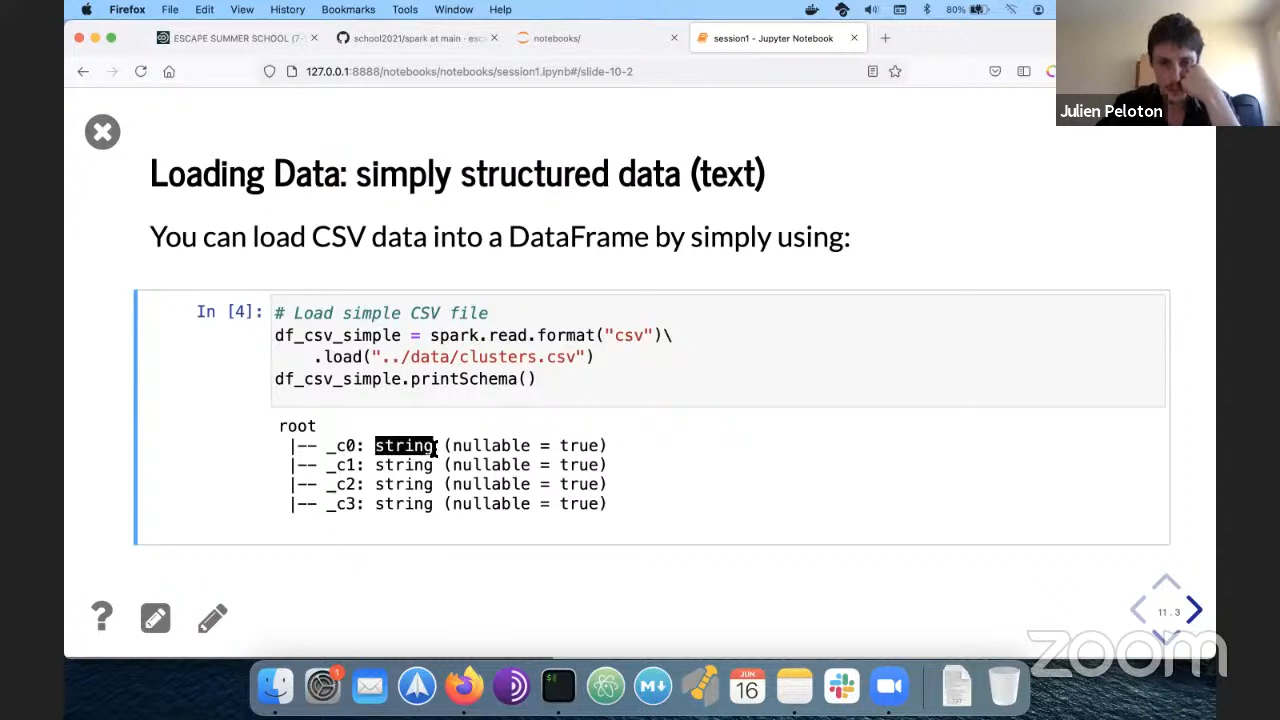 Firefox File Edit View History Bookmarks Tools Window Help
80%
ESCAPE SUMMER SCHOOL (7-
school2021/spark at main · esc
notebooks/
session1 - Jupyter Notebook
127.0.0.1:8888/notebooks/notebooks/session1.ipynb#/slide-10-2
Julien Peloton
Loading Data: simply structured data (text)
You can load CSV data into a DataFrame by simply using:
In [4]:
# Load simple CSV file
df_csv_simple = spark.read.format("csv")\
.load("../data/clusters.csv")
df_csv_simple.printSchema()
root
|-- _c0: string (nullable = true)
|-- _c1: string (nullable = true)
|-- _c2: string (nullable = true)
|-- _c3: string (nullable = true)
?
11.3
zoom
1
$
M
JUN
16